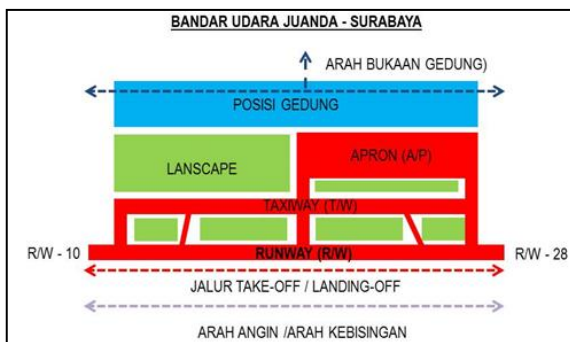 BANDAR UDARA JUANDA - SURABAYA
ARAH BUKAAN GEDUNG)
POSISI GEDUNG
LANSCAPE
APRON (A/P)
TAXIWAY (T/W)
R/W - 10
RUNWAY (R/W)
R/W - 28
JALUR TAKE-OFF / LANDING-OFF
ARAH ANGIN /ARAH KEBISINGAN